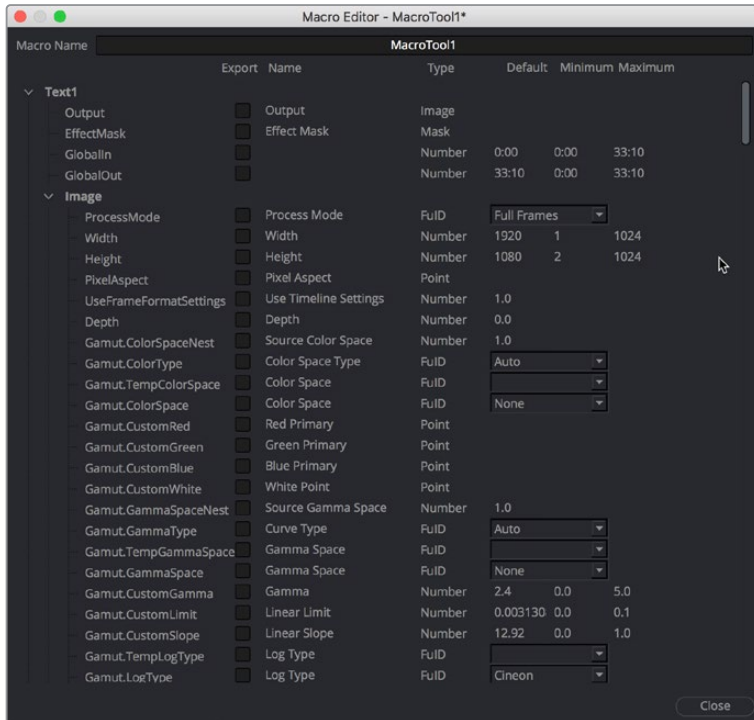 Macro Editor - MacroTool1*
Macro Name MacroTool1
Export Name Type Default Minimum Maximum
Text1
Output Output Image
EffectMask Effect Mask Mask
GlobalIn Number 0:00 0:00 33:10
GlobalOut Number 33:10 0:00 33:10
Image
ProcessMode Process Mode FuID Full Frames
Width Width Number 1920 1 1024
Height Height Number 1080 2 1024
PixelAspect Pixel Aspect Point
UseFrameFormatSettings Use Timeline Settings Number 1.0
Depth Depth Number 0.0
Gamut.ColorSpaceNest Source Color Space Number 1.0
Gamut.ColorType Color Space Type FuID Auto
Gamut.TempColorSpace Color Space FuID
Gamut.ColorSpace Color Space FuID None
Gamut.CustomRed Red Primary Point
Gamut.CustomGreen Green Primary Point
Gamut.CustomBlue Blue Primary Point
Gamut.CustomWhite White Point Point
Gamut.GammaSpaceNest Source Gamma Space Number 1.0
Gamut.GammaType Curve Type FuID Auto
Gamut.TempGammaSpace Gamma Space FuID
Gamut.GammaSpace Gamma Space FuID None
Gamut.CustomGamma Gamma Number 2.4 0.0 5.0
Gamut.CustomLimit Linear Limit Number 0.003130 0.0 0.1
Gamut.CustomSlope Linear Slope Number 12.92 0.0 1.0
Gamut.TempLogType Log Type FuID
Gamut.LogType Log Type FuID Cineon
Close